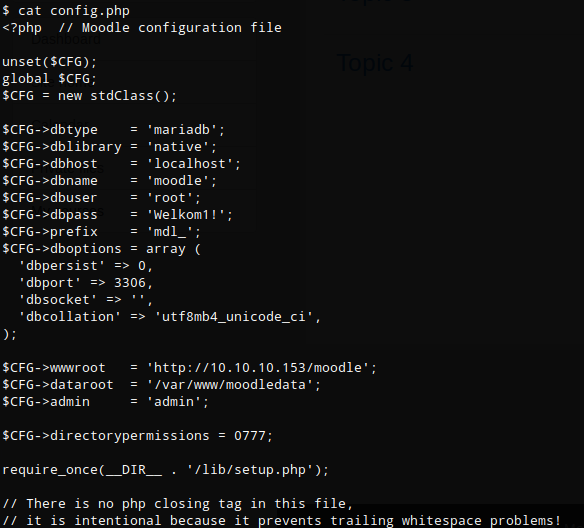 $ cat config.php
<?php  // Moodle configuration file

unset($CFG);
global $CFG;
$CFG = new stdClass();

$CFG->dbtype    = 'mariadb';
$CFG->dblibrary = 'native';
$CFG->dbhost    = 'localhost';
$CFG->dbname    = 'moodle';
$CFG->dbuser    = 'root';
$CFG->dbpass    = 'Welkom1!';
$CFG->prefix    = 'mdl_';
$CFG->dboptions = array (
  'dbpersist' => 0,
  'dbport' => 3306,
  'dbsocket' => '',
  'dbcollation' => 'utf8mb4_unicode_ci',
);

$CFG->wwwroot   = 'http://10.10.10.153/moodle';
$CFG->dataroot  = '/var/www/moodledata';
$CFG->admin     = 'admin';

$CFG->directorypermissions = 0777;

require_once(__DIR__ . '/lib/setup.php');

// There is no php closing tag in this file,
// it is intentional because it prevents trailing whitespace problems!
Topic 4